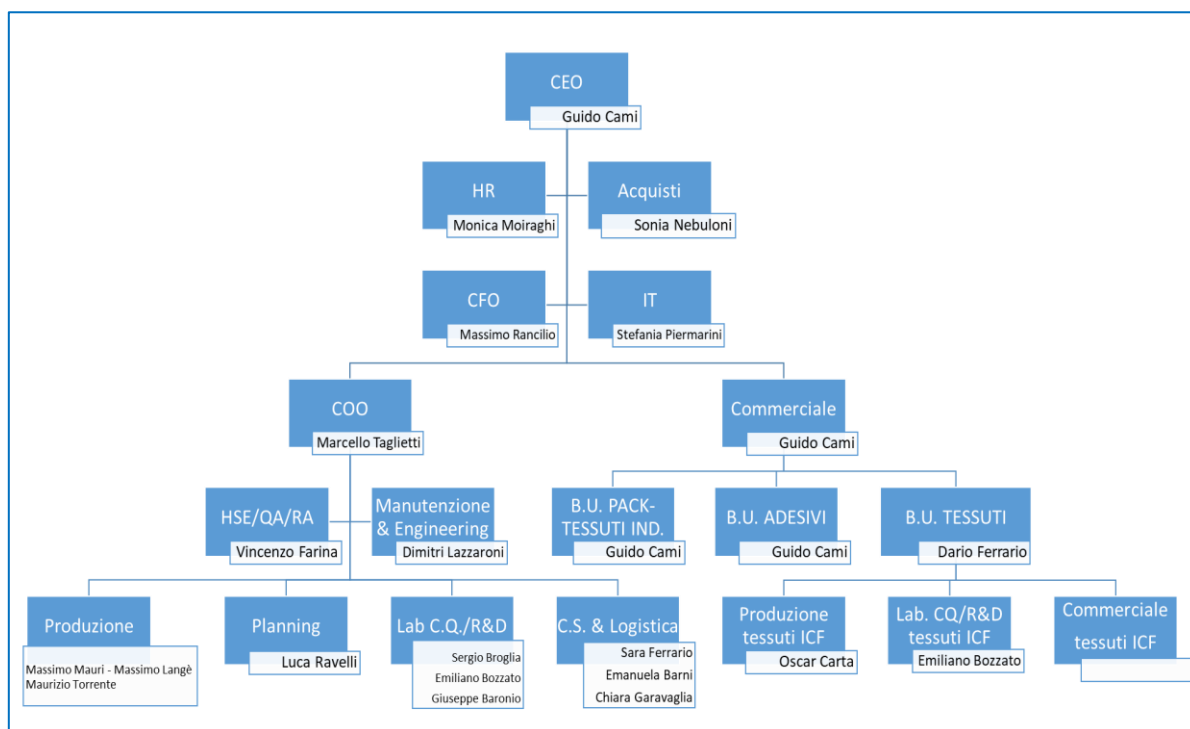 CEO
Guido Cami
HR
Monica Moiraghi
Acquisti
Sonia Nebuloni
CFO
Massimo Rancilio
IT
Stefania Piermarini
COO
Marcello Taglietti
Commerciale
Guido Cami
HSE/QA/RA
Vincenzo Farina
Manutenzione
& Engineering
Dimitri Lazzaroni
B.U. PACK-
TESSUTI IND.
Guido Cami
B.U. ADESIVI
Guido Cami
B.U. TESSUTI
Dario Ferrario
Produzione
Massimo Mauri - Massimo Langè
Maurizio Torrente
Planning
Luca Ravelli
Lab C.Q./R&D
Sergio Broglia
Emiliano Bozzato
Giuseppe Baronio
C.S. & Logistica
Sara Ferrario
Emanuela Barni
Chiara Garavaglia
Produzione
tessuti ICF
Oscar Carta
Lab. CQ/R&D
tessuti ICF
Emiliano Bozzato
Commerciale
tessuti ICF